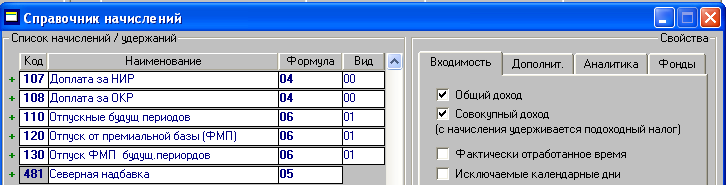 Справочник начислений
Список начислений / удержаний
Код Наименование Формула Вид
107 Доплата за НИР 04 00
108 Доплата за ОКР 04 00
110 Отпускные будущ периодов 06 01
120 Отпуск от премиальной базы (ФМП) 06 01
130 Отпуск ФМП будущ.периордов 06 01
481 Северная надбавка 05
Свойства
Входимость Дополнит. Аналитика Фонды
Общий доход
Совокупный доход
(с начисления удерживается подоходный налог)
Фактически отработанное время
Исключаемые календарные дни